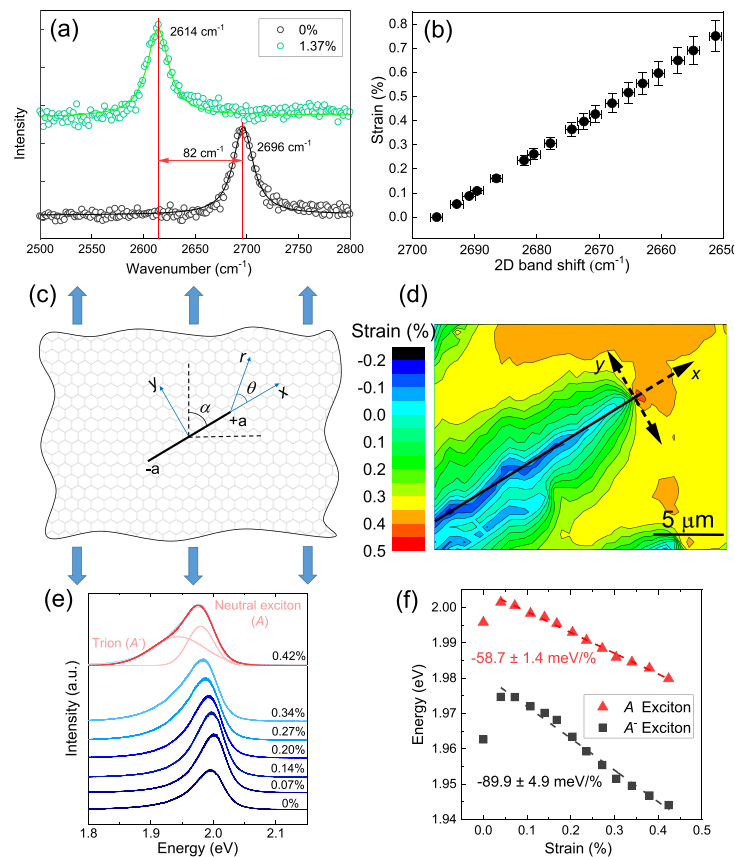 (a)
2614 cm⁻¹
0%
1.37%
82 cm⁻¹
2696 cm⁻¹
Intensity
2500 2550 2600 2650 2700 2750 2800
Wavenumber (cm⁻¹)
(b)
Strain (%)
0.8
0.7
0.6
0.5
0.4
0.3
0.2
0.1
0.0
2700 2690 2680 2670 2660 2650
2D band shift (cm⁻¹)
(c)
y
r
α
θ
x
+a
-a
(d)
Strain (%)
-0.2
-0.1
0.0
0.1
0.2
0.3
0.4
0.5
y
x
5 μm
(e)
Neutral exciton
(A)
Trion (A⁻)
0.42%
0.34%
0.27%
0.20%
0.14%
0.07%
0%
Intensity (a.u.)
1.8 1.9 2.0 2.1
Energy (eV)
(f)
Energy (eV)
2.00
1.98
1.96
1.94
-58.7 ± 1.4 meV/%
A Exciton
A⁻ Exciton
-89.9 ± 4.9 meV/%
0.0 0.1 0.2 0.3 0.4 0.5
Strain (%)